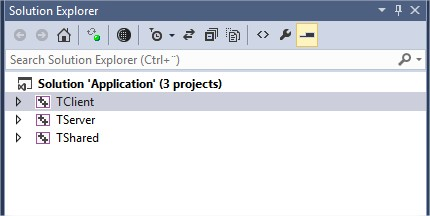 Solution Explorer
Search Solution Explorer (Ctrl+¨)
Solution 'Application' (3 projects)
TClient
TServer
TShared